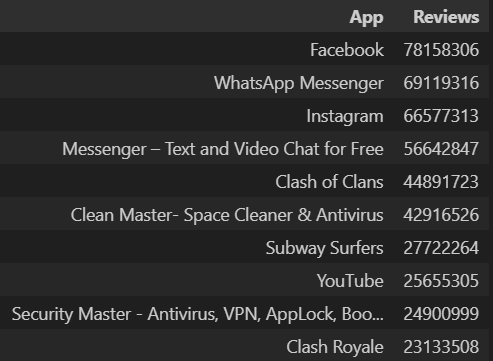 App Reviews
Facebook 78158306
WhatsApp Messenger 69119316
Instagram 66577313
Messenger – Text and Video Chat for Free 56642847
Clash of Clans 44891723
Clean Master- Space Cleaner & Antivirus 42916526
Subway Surfers 27722264
YouTube 25655305
Security Master - Antivirus, VPN, AppLock, Boo... 24900999
Clash Royale 23133508